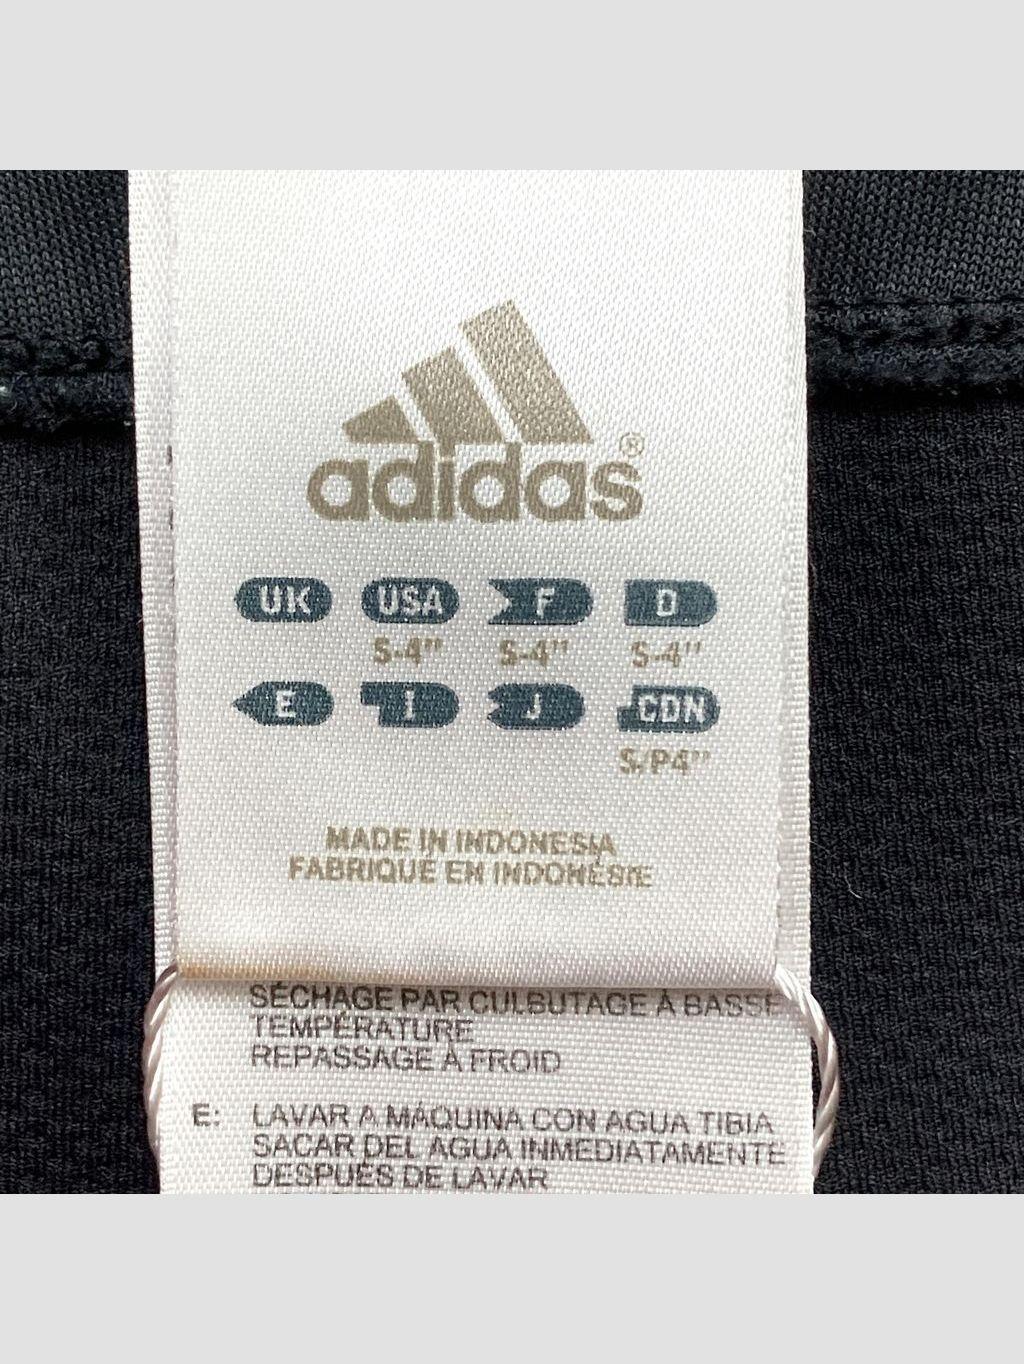 adidas®
UK USA F D
S-4" S-4" S-4"
E I J CDN
S/P4"
MADE IN INDONESIA
FABRIQUÉ EN INDONÉSIE
SÉCHAGE PAR CULBUTAGE À BASSE
TEMPÉRATURE
REPASSAGE À FROID
E: LAVAR A MÁQUINA CON AGUA TIBIA
SACAR DEL AGUA INMEDIATAMENTE
DESPUÉS DE LAVAR